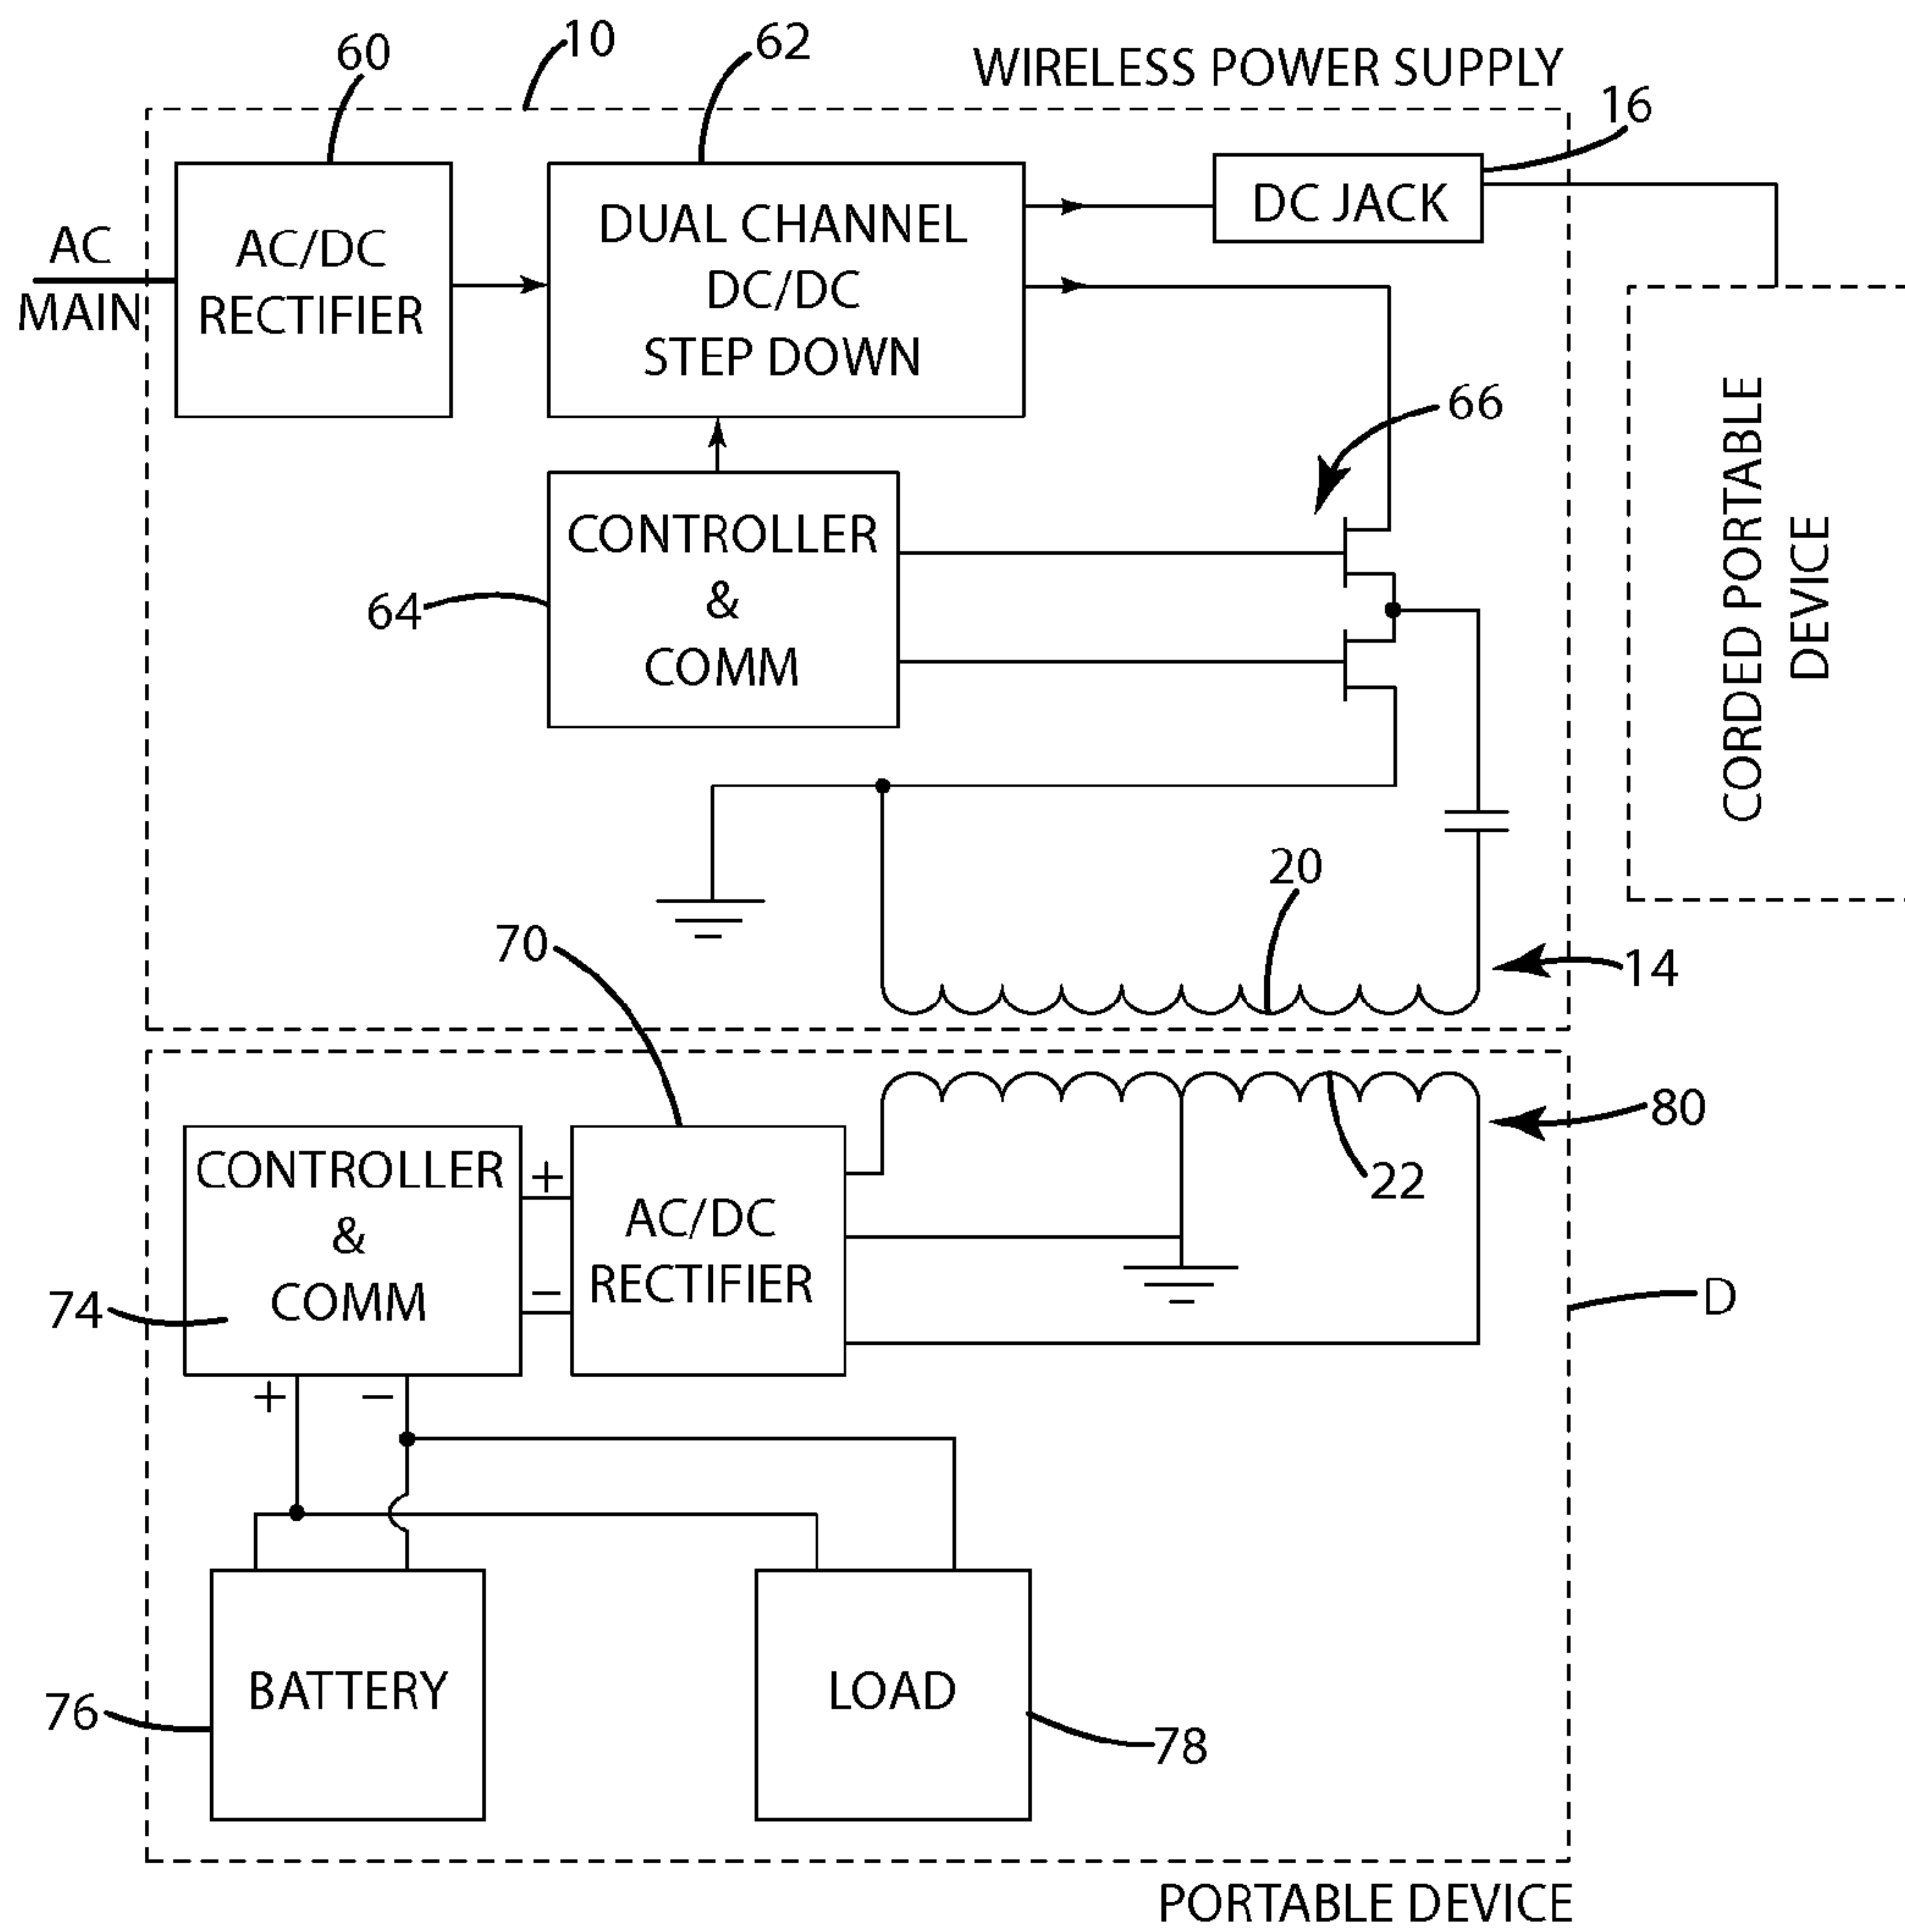 60
10
62
WIRELESS POWER SUPPLY
16
AC
MAIN
AC/DC
RECTIFIER
DUAL CHANNEL
DC/DC
STEP DOWN
DC JACK
66
CORDED PORTABLE
DEVICE
CONTROLLER
&
COMM
64
20
70
14
80
22
CONTROLLER
&
COMM
+
−
AC/DC
RECTIFIER
74
D
+
−
BATTERY
LOAD
76
78
PORTABLE DEVICE